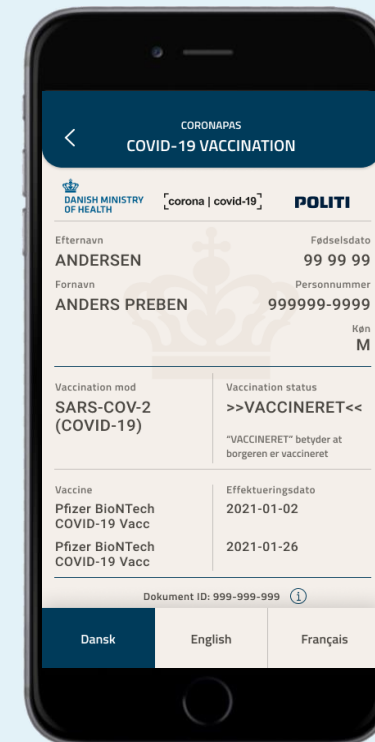 CORONAPAS
COVID-19 VACCINATION
DANISH MINISTRY
OF HEALTH
[corona | covid-19]
POLITI
Efternavn Fødselsdato
ANDERSEN 99 99 99
Fornavn Personnummer
ANDERS PREBEN 999999-9999
Køn
M
Vaccination mod
SARS-COV-2
(COVID-19)
Vaccination status
>>VACCINERET<<
"VACCINERET" betyder at
borgeren er vaccineret
Vaccine Effektueringsdato
Pfizer BioNTech 2021-01-02
COVID-19 Vacc
Pfizer BioNTech 2021-01-26
COVID-19 Vacc
Dokument ID: 999-999-999 i
Dansk English Français